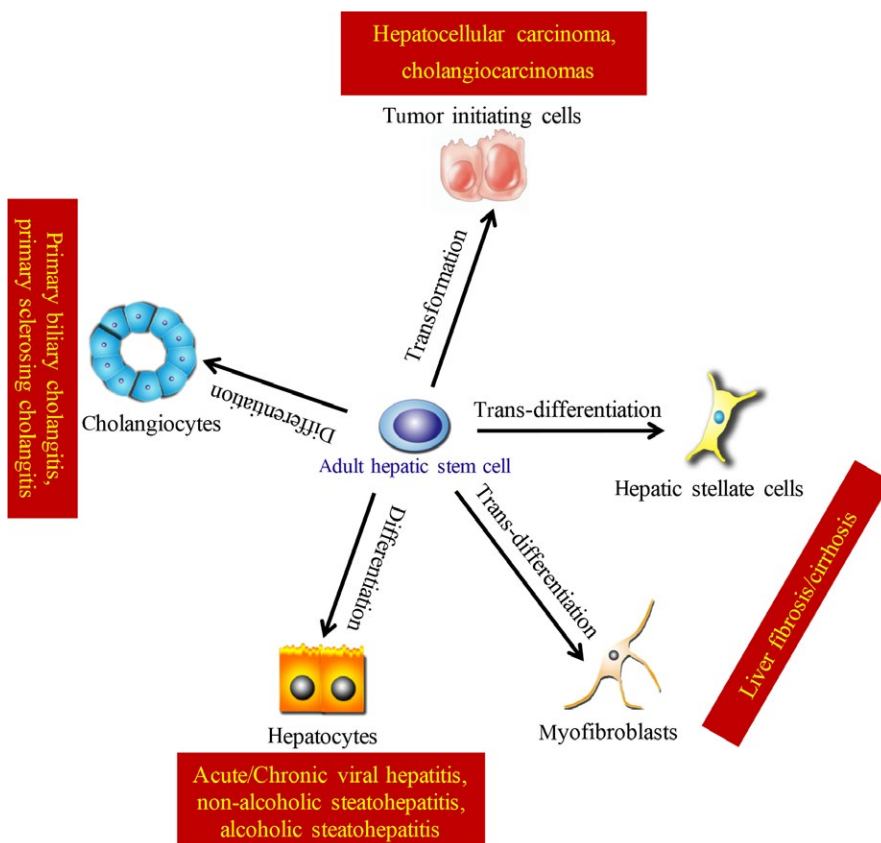 Hepatocellular carcinoma,
cholangiocarcinomas
Tumor initiating cells
Transformation
Primary biliary cholangitis,
primary sclerosing cholangitis
Differentiation
Cholangiocytes
Adult hepatic stem cell
Trans-differentiation
Hepatic stellate cells
Trans-differentiation
Liver fibrosis/cirrhosis
Differentiation
Myofibroblasts
Hepatocytes
Acute/Chronic viral hepatitis,
non-alcoholic steatohepatitis,
alcoholic steatohepatitis